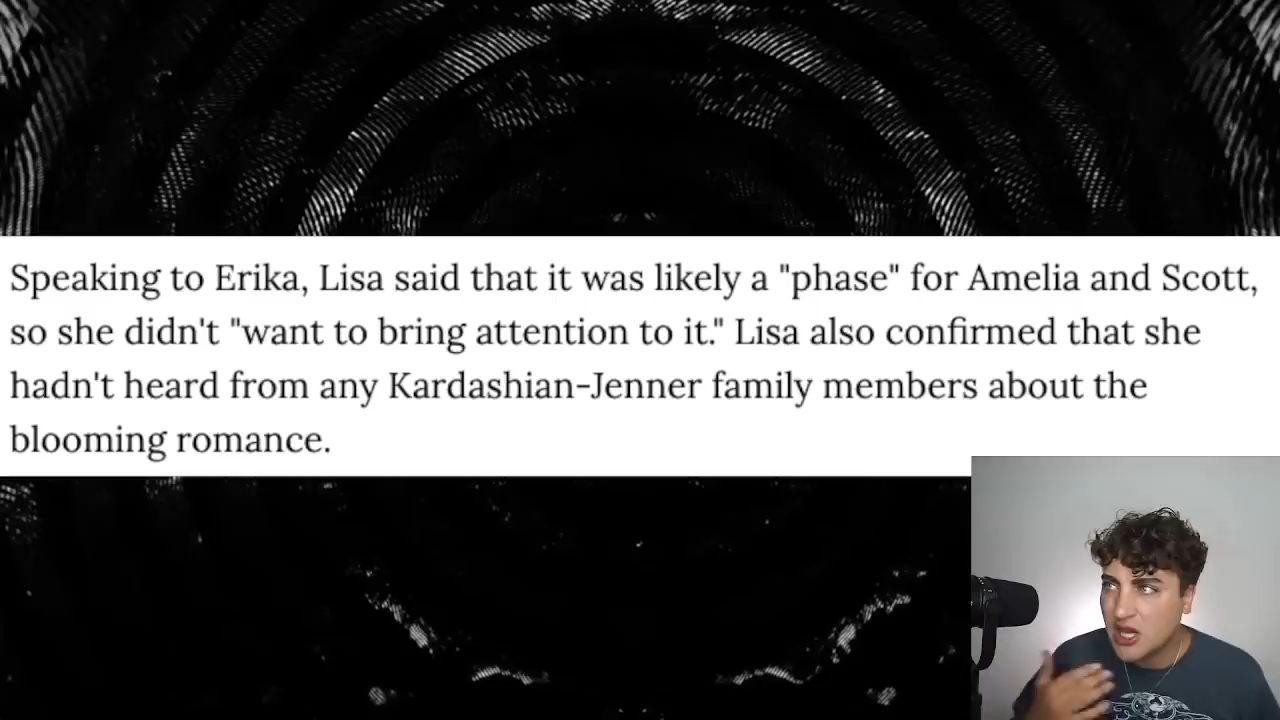 Speaking to Erika, Lisa said that it was likely a "phase" for Amelia and Scott,
so she didn't "want to bring attention to it." Lisa also confirmed that she
hadn't heard from any Kardashian-Jenner family members about the
blooming romance.